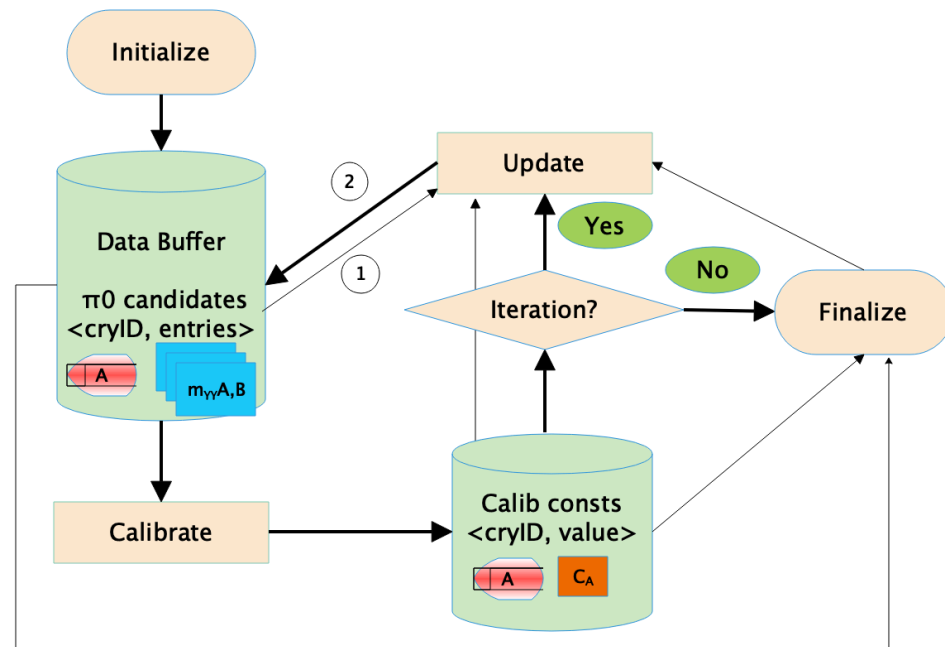 Initialize
Update
2
Yes
Data Buffer
1
No
π0 candidates
<cryID, entries>
Iteration?
Finalize
A
mγγA,B
Calib consts
<cryID, value>
Calibrate
A
CA